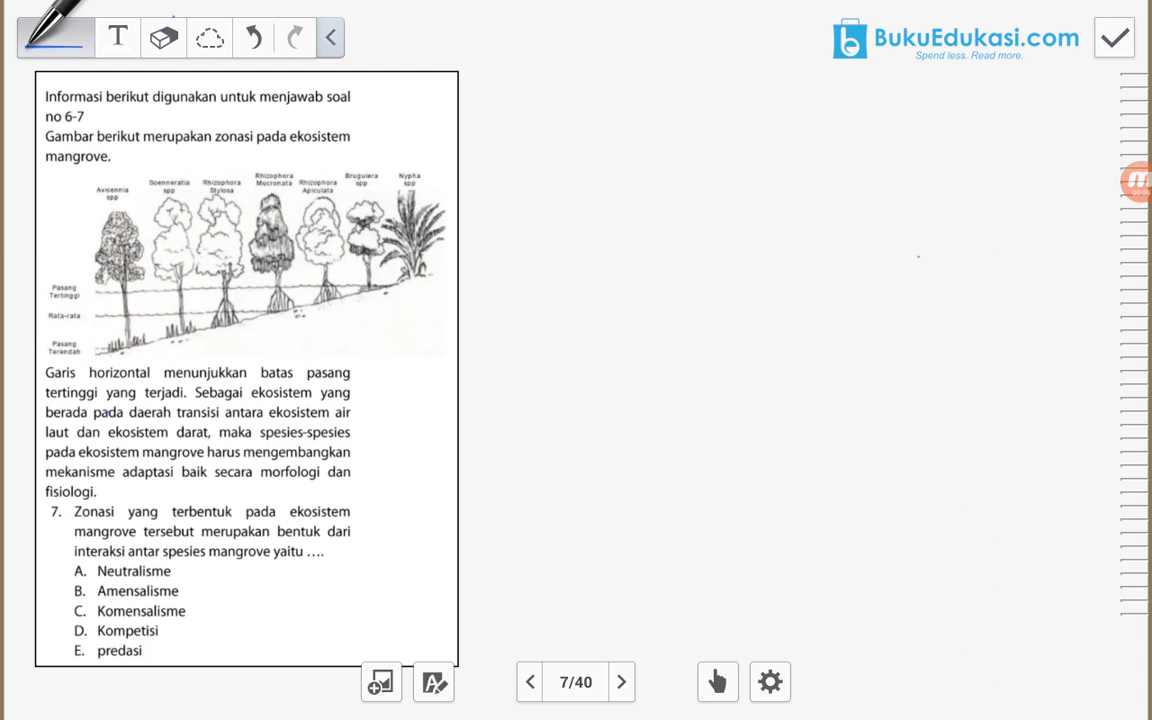 T
BukuEdukasi.com
Spend less. Read more.
Informasi berikut digunakan untuk menjawab soal
no 6-7
Gambar berikut merupakan zonasi pada ekosistem
mangrove.
Avicennia
spp
Soenneratia
spp
Rhizophora
Stylosa
Rhizophora
Mucronata
Rhizophora
Apiculata
Bruguiera
spp
Nypha
spp
Pasang
Tertinggi
Rata-rata
Pasang
Terendah
Garis horizontal menunjukkan batas pasang
tertinggi yang terjadi. Sebagai ekosistem yang
berada pada daerah transisi antara ekosistem air
laut dan ekosistem darat, maka spesies-spesies
pada ekosistem mangrove harus mengembangkan
mekanisme adaptasi baik secara morfologi dan
fisiologi.
7. Zonasi yang terbentuk pada ekosistem
mangrove tersebut merupakan bentuk dari
interaksi antar spesies mangrove yaitu ....
A. Neutralisme
B. Amensalisme
C. Komensalisme
D. Kompetisi
E. predasi
7/40
00:00